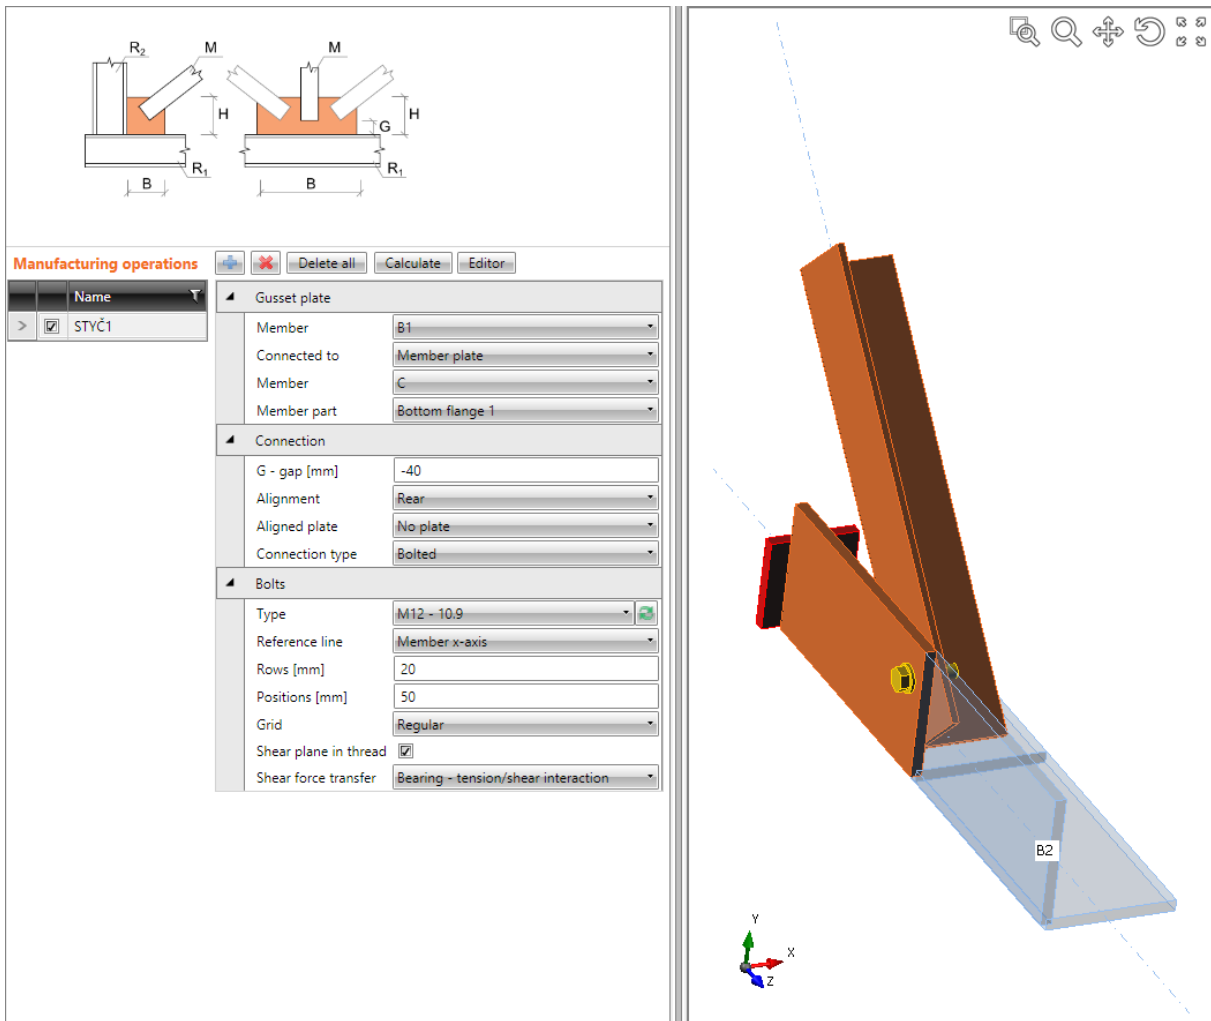 R2 M M
H G H
R1 R1
B B
Manufacturing operations Delete all Calculate Editor
Name
STYČ1
Gusset plate
Member B1
Connected to Member plate
Member C
Member part Bottom flange 1
Connection
G - gap [mm] -40
Alignment Rear
Aligned plate No plate
Connection type Bolted
Bolts
Type M12 - 10.9
Reference line Member x-axis
Rows [mm] 20
Positions [mm] 50
Grid Regular
Shear plane in thread
Shear force transfer Bearing - tension/shear interaction
B2
Y
X
Z